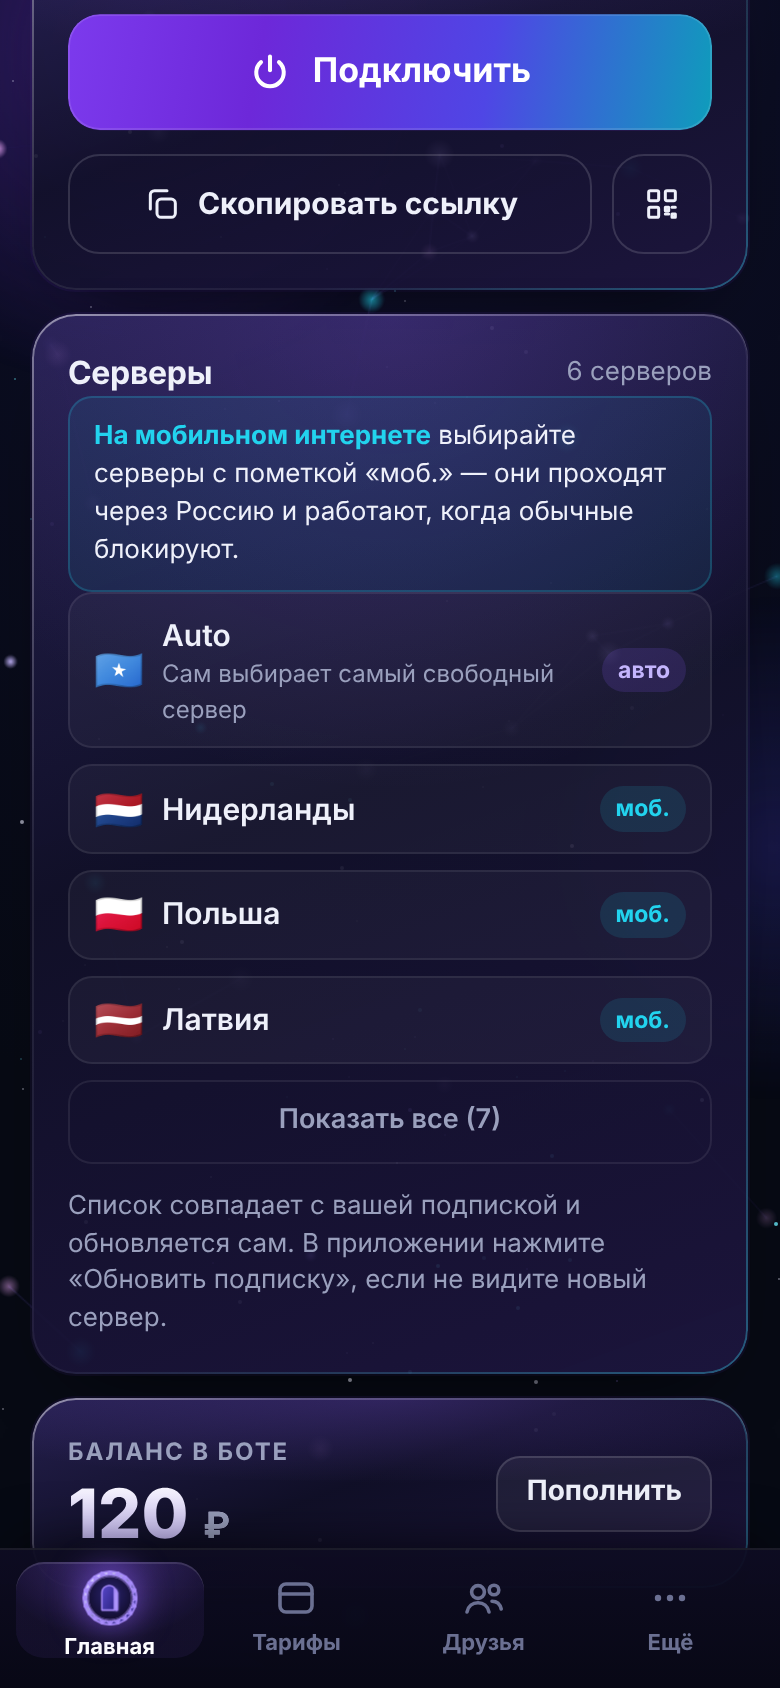 Подключить
Скопировать ссылку
Серверы
6 серверов
На мобильном интернете выбирайте
серверы с пометкой «моб.» — они проходят
через Россию и работают, когда обычные
блокируют.
Auto
Сам выбирает самый свободный
сервер
авто
Нидерланды
моб.
Польша
моб.
Латвия
моб.
Показать все (7)
Список совпадает с вашей подпиской и
обновляется сам. В приложении нажмите
«Обновить подписку», если не видите новый
сервер.
БАЛАНС В БОТЕ
120 ₽
Пополнить
Главная
Тарифы
Друзья
Ещё